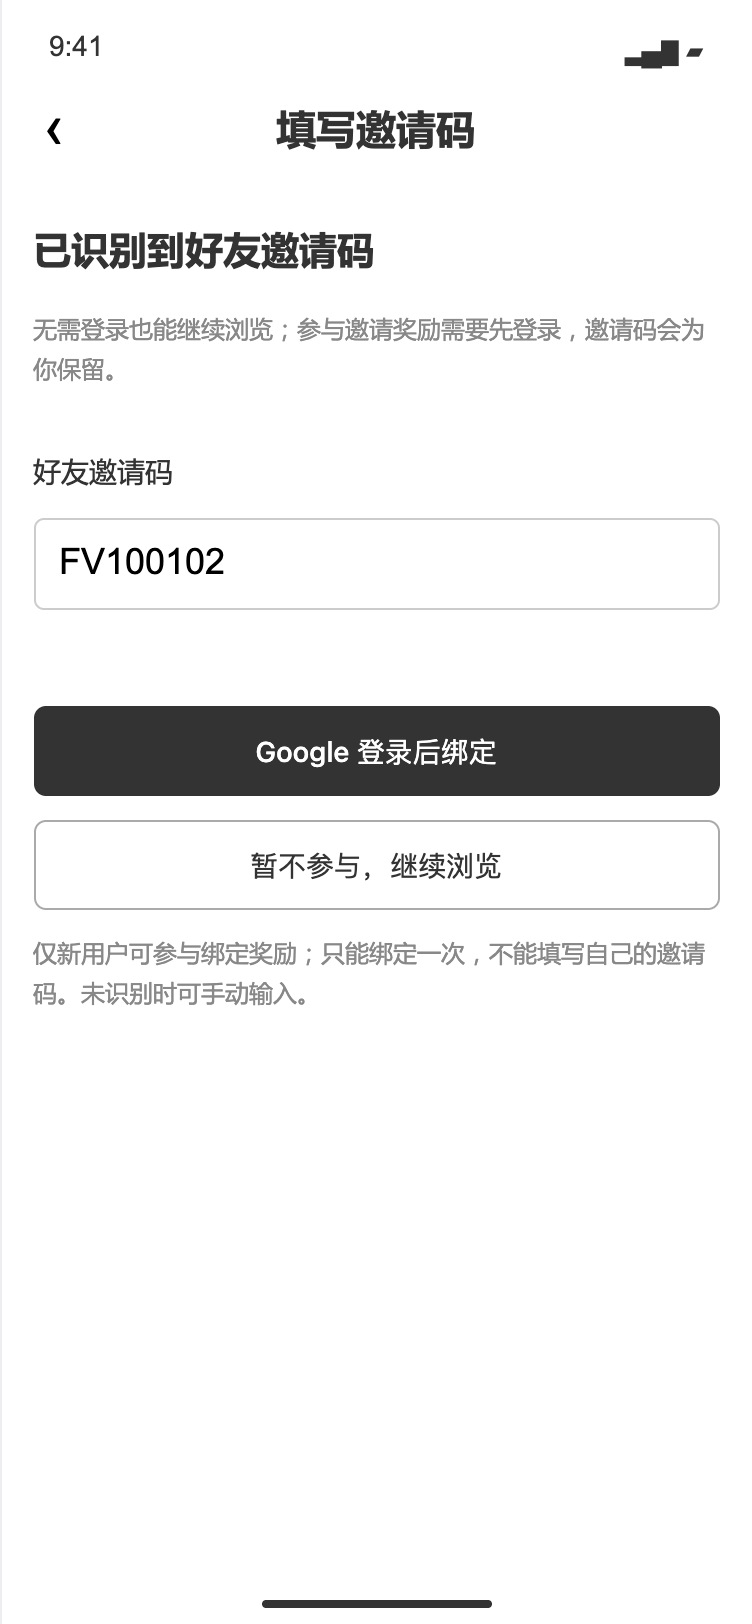 9:41
填写邀请码
已识别到好友邀请码
无需登录也能继续浏览；参与邀请奖励需要先登录，邀请码会为
你保留。
好友邀请码
FV100102
Google 登录后绑定
暂不参与，继续浏览
仅新用户可参与绑定奖励；只能绑定一次，不能填写自己的邀请
码。未识别时可手动输入。